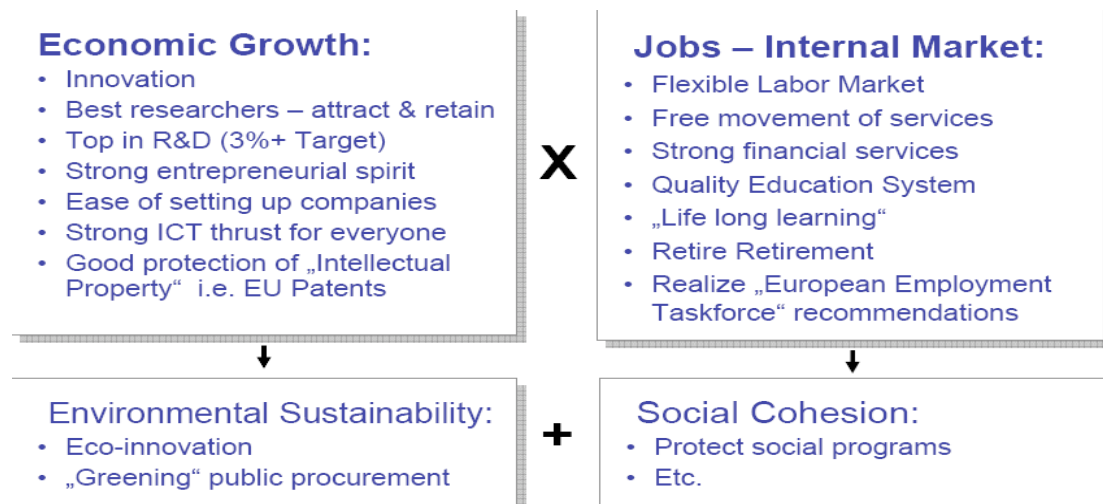 Economic Growth:
• Innovation
• Best researchers – attract & retain
• Top in R&D (3%+ Target)
• Strong entrepreneurial spirit
• Ease of setting up companies
• Strong ICT thrust for everyone
• Good protection of „Intellectual
Property“ i.e. EU Patents
X
Jobs – Internal Market:
• Flexible Labor Market
• Free movement of services
• Strong financial services
• Quality Education System
• „Life long learning“
• Retire Retirement
• Realize „European Employment
Taskforce“ recommendations
Environmental Sustainability:
• Eco-innovation
• „Greening“ public procurement
+
Social Cohesion:
• Protect social programs
• Etc.